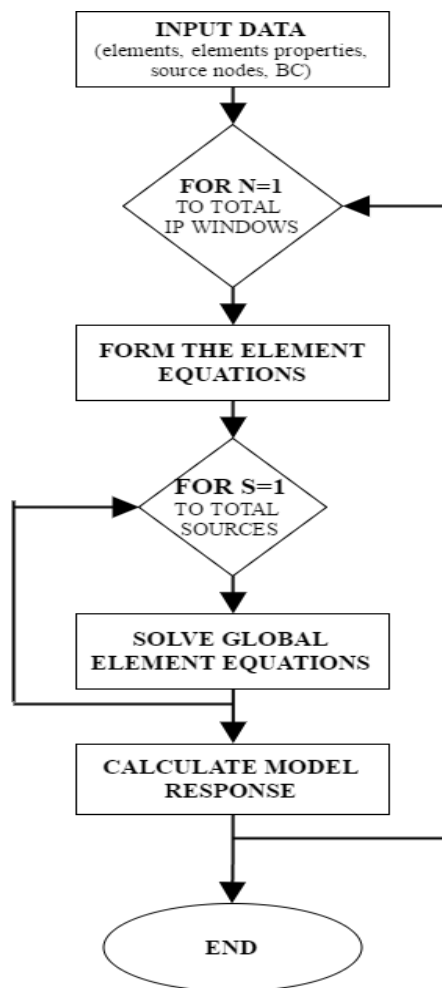 INPUT DATA
(elements, elements properties,
source nodes, BC)
FOR N=1
TO TOTAL
IP WINDOWS
FORM THE ELEMENT
EQUATIONS
FOR S=1
TO TOTAL
SOURCES
SOLVE GLOBAL
ELEMENT EQUATIONS
CALCULATE MODEL
RESPONSE
END